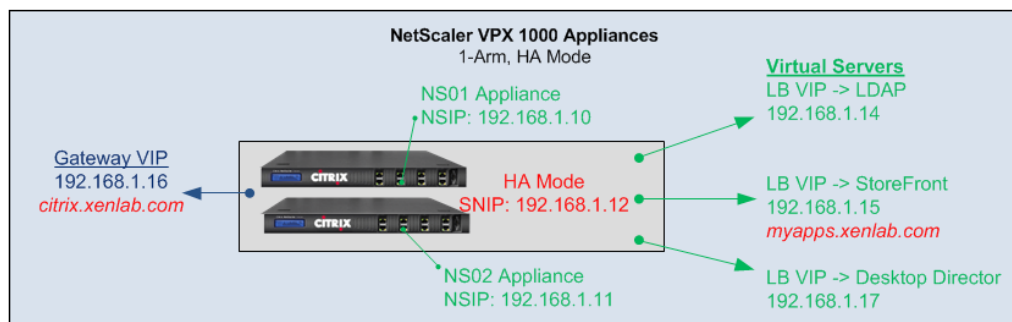 NetScaler VPX 1000 Appliances
1-Arm, HA Mode
NS01 Appliance
NSIP: 192.168.1.10
Virtual Servers
LB VIP -> LDAP
192.168.1.14
Gateway VIP
192.168.1.16
citrix.xenlab.com
CITRIX
CITRIX
HA Mode
SNIP: 192.168.1.12
LB VIP -> StoreFront
192.168.1.15
myapps.xenlab.com
NS02 Appliance
NSIP: 192.168.1.11
LB VIP -> Desktop Director
192.168.1.17